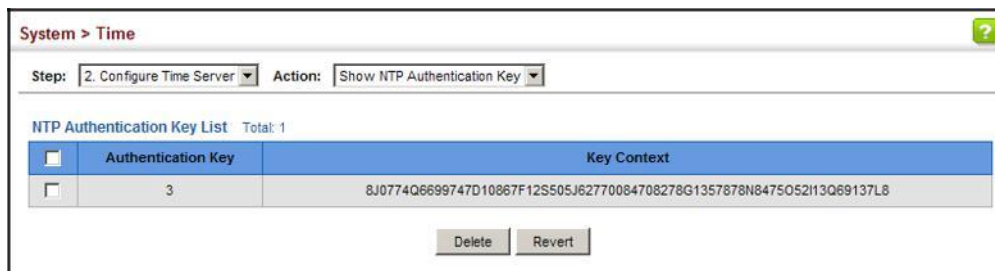 System > Time
?
Step: 2. Configure Time Server Action: Show NTP Authentication Key
NTP Authentication Key List Total: 1
Authentication Key Key Context
3 8J0774Q6699747D10867F12S505J62770084708278G1357878N8475O52I13Q69137L8
Delete Revert